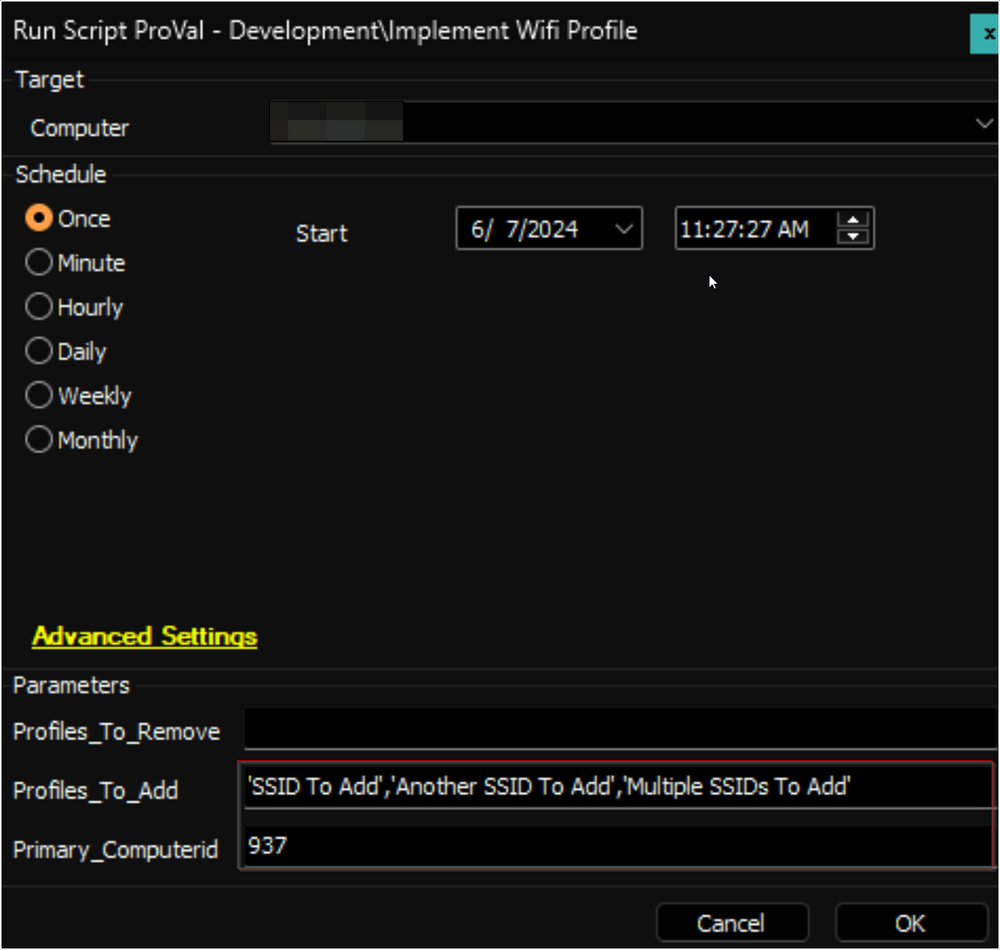 Run Script ProVal - Development\Implement Wifi Profile
x
Target
Computer
Schedule
Once
Start
6/ 7/2024
11:27:27 AM
Minute
Hourly
Daily
Weekly
Monthly
Advanced Settings
Parameters
Profiles_To_Remove
Profiles_To_Add
'SSID To Add','Another SSID To Add','Multiple SSIDs To Add'
Primary_Computerid
937
Cancel
OK